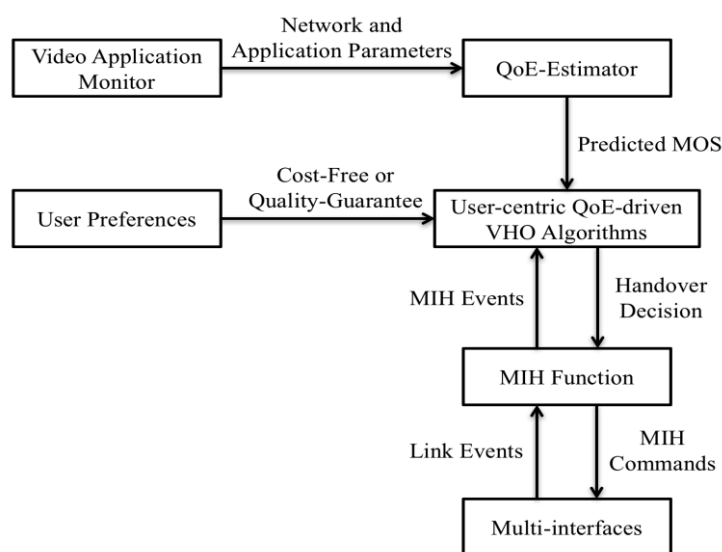 Network and
Application Parameters
Video Application
Monitor
QoE-Estimator
Predicted MOS
Cost-Free or
Quality-Guarantee
User Preferences
User-centric QoE-driven
VHO Algorithms
MIH Events
Handover
Decision
MIH Function
Link Events
MIH
Commands
Multi-interfaces